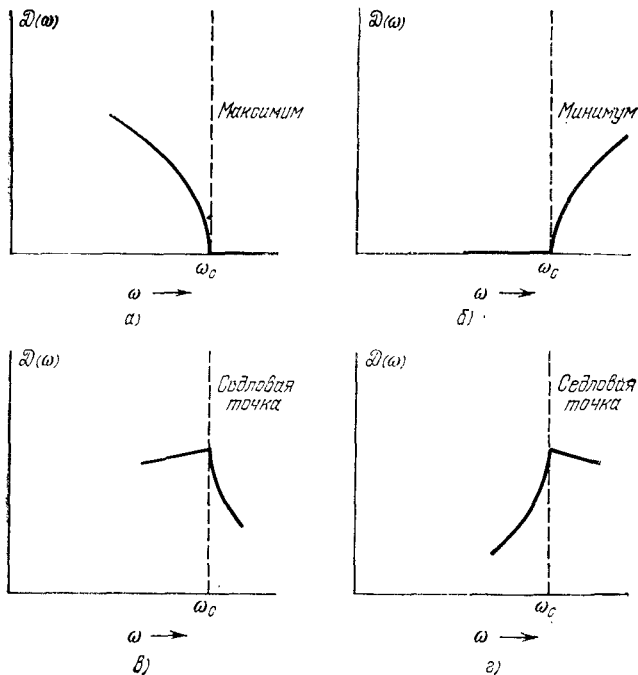 𝒟(ω)
Максимум
ω_c
ω →
а)
𝒟(ω)
Минимум
ω_c
ω →
б)
𝒟(ω)
Седловая
точка
ω_c
ω →
в)
𝒟(ω)
Седловая
точка
ω_c
ω →
г)